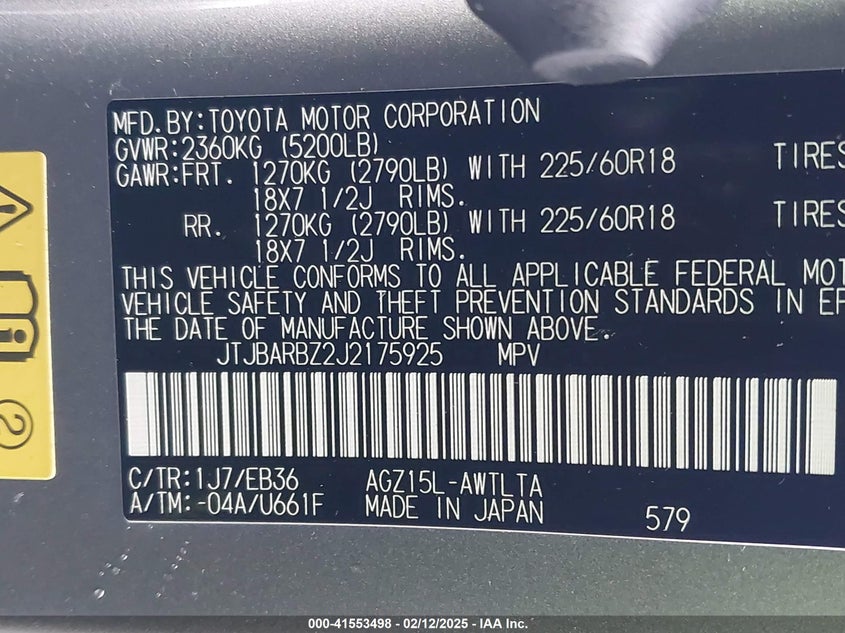 MFD.BY:TOYOTA MOTOR CORPORATION
GVWR:2360KG (5200LB)
GAWR:FRT. 1270KG (2790LB) WITH 225/60R18 TIRES
18X7 1/2J RIMS.
RR. 1270KG (2790LB) WITH 225/60R18 TIRES
18X7 1/2J RIMS.
THIS VEHICLE CONFORMS TO ALL APPLICABLE FEDERAL MOT
VEHICLE SAFETY AND THEFT PREVENTION STANDARDS IN EF
THE DATE OF MANUFACTURE SHOWN ABOVE.
JTJBARBZ2J2175925 MPV
C/TR:1J7/EB36 AGZ15L-AWTLTA
A/TM:-04A/U661F MADE IN JAPAN 579
2
000-41553498 - 02/12/2025 - IAA Inc.